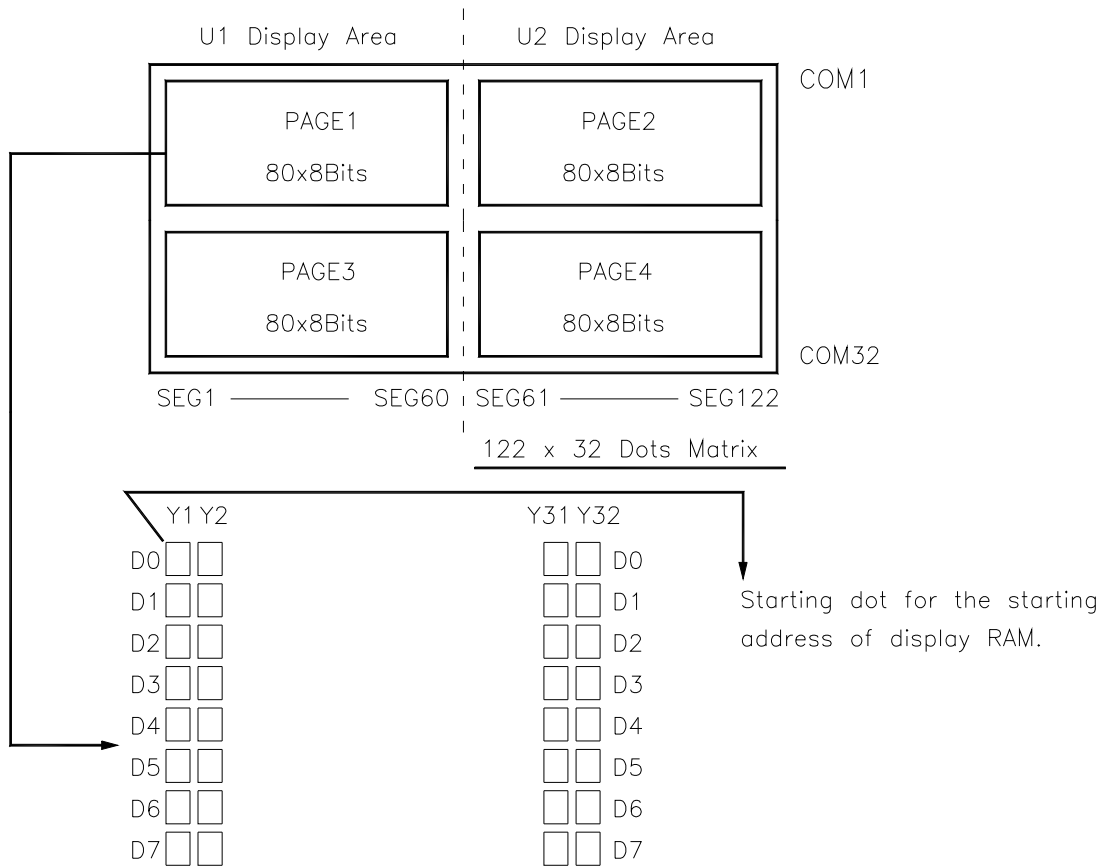 U1 Display Area U2 Display Area
COM1
PAGE1 PAGE2
80x8Bits 80x8Bits
PAGE3 PAGE4
80x8Bits 80x8Bits
COM32
SEG1 SEG60 SEG61 SEG122
122 x 32 Dots Matrix
Y1 Y2 Y31 Y32
D0 D0
D1 D1
Starting dot for the starting
D2 D2
address of display RAM.
D3 D3
D4 D4
D5 D5
D6 D6
D7 D7